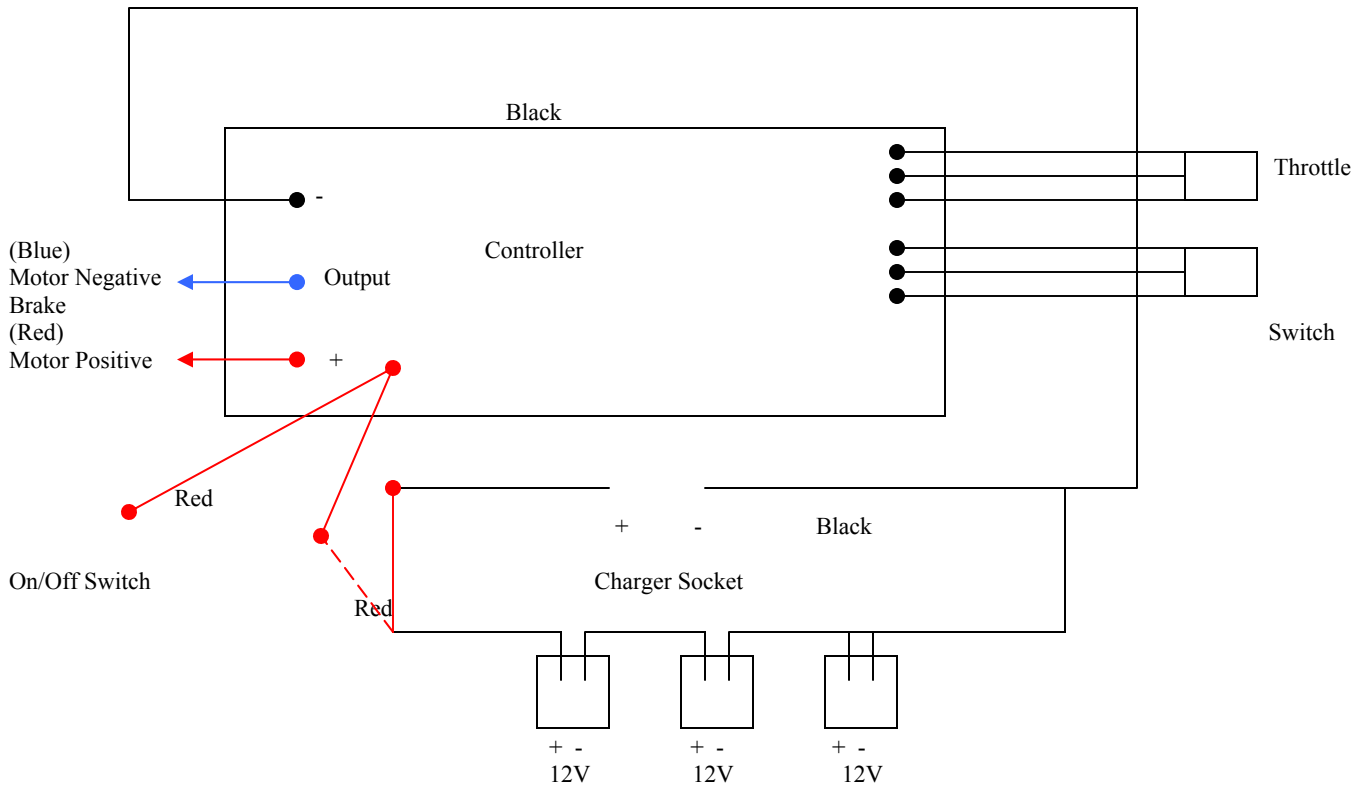 Black
Throttle
-
(Blue)
Motor Negative
Brake
(Red)
Motor Positive
Controller
Output
+
Switch
Red
+ - Black
On/Off Switch
Charger Socket
Red
+ - + - + -
12V 12V 12V